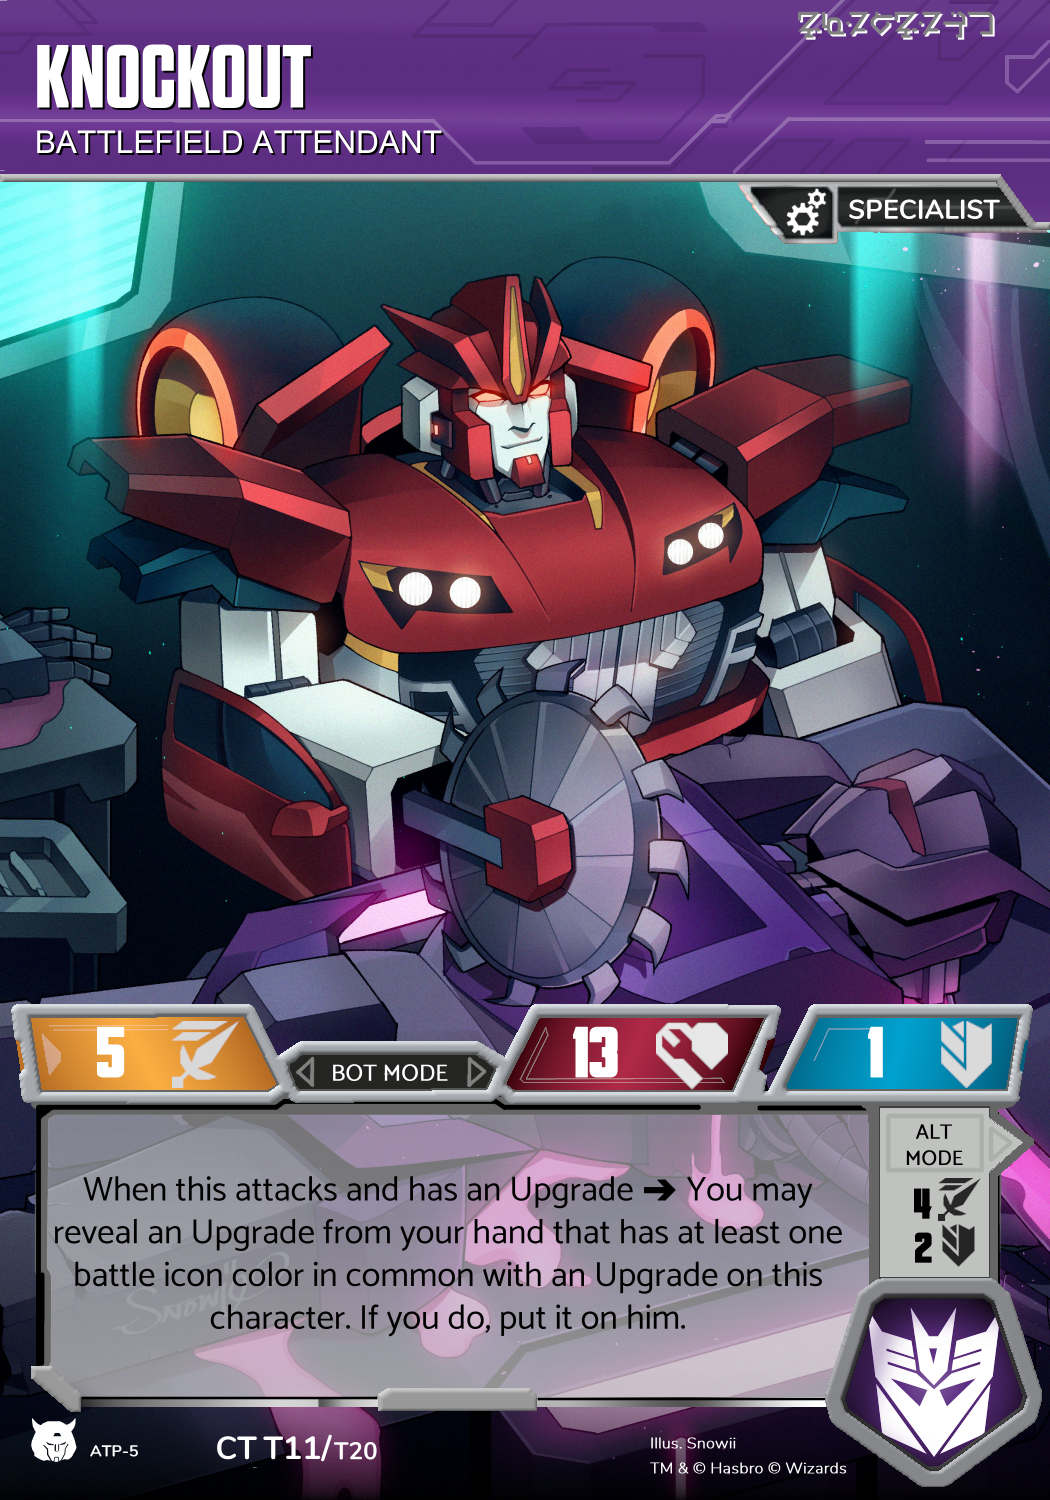 KNOCKOUT
BATTLEFIELD ATTENDANT
SPECIALIST
5
BOT MODE
13
1
When this attacks and has an Upgrade ➔ You may
reveal an Upgrade from your hand that has at least one
battle icon color in common with an Upgrade on this
character. If you do, put it on him.
ALT
MODE
4
2
Snowii
ATP-5
CT T11/T20
Illus. Snowii
TM & © Hasbro © Wizards